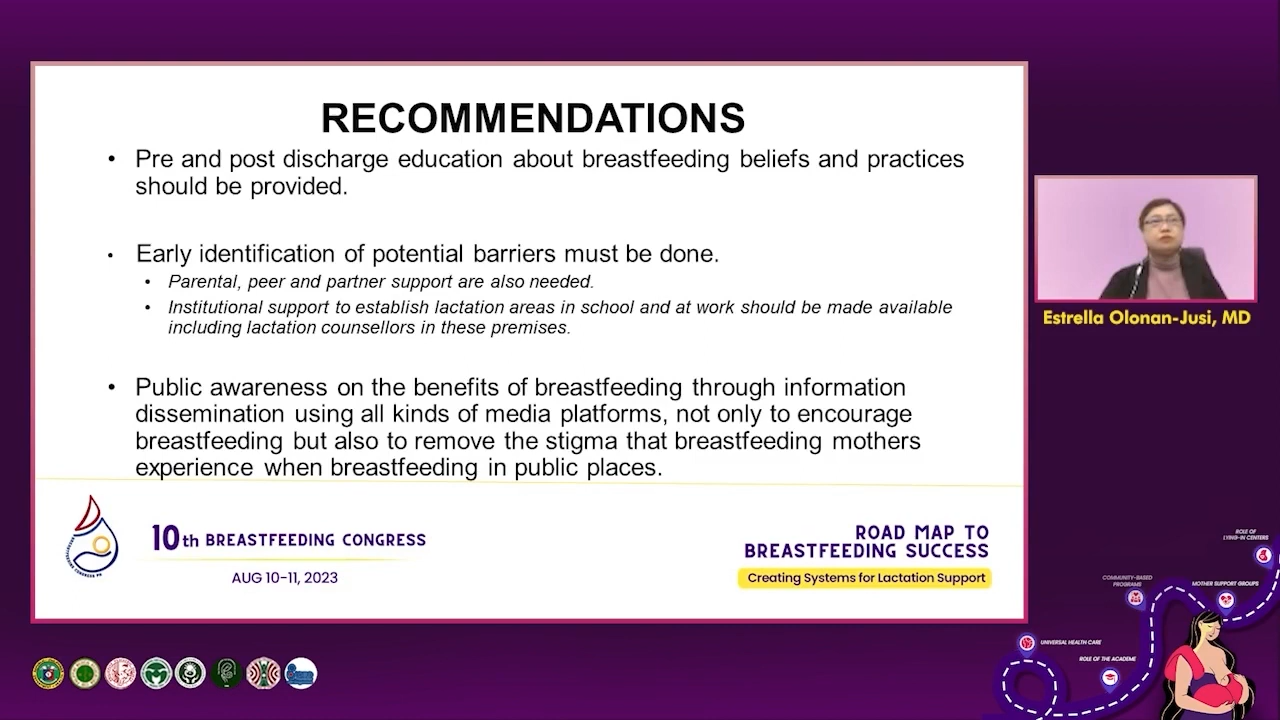 RECOMMENDATIONS
• Pre and post discharge education about breastfeeding beliefs and practices
should be provided.
• Early identification of potential barriers must be done.
• Parental, peer and partner support are also needed.
• Institutional support to establish lactation areas in school and at work should be made available
including lactation counsellors in these premises.
• Public awareness on the benefits of breastfeeding through information
dissemination using all kinds of media platforms, not only to encourage
breastfeeding but also to remove the stigma that breastfeeding mothers
experience when breastfeeding in public places.
BREASTFEEDING CONGRESS PH
10th BREASTFEEDING CONGRESS
AUG 10-11, 2023
ROAD MAP TO
BREASTFEEDING SUCCESS
Creating Systems for Lactation Support
Estrella Olonan-Jusi, MD
ROLE OF
LYING-IN CENTERS
COMMUNITY-BASED
PROGRAMS
MOTHER SUPPORT GROUPS
UNIVERSAL HEALTH CARE
ROLE OF THE ACADEME